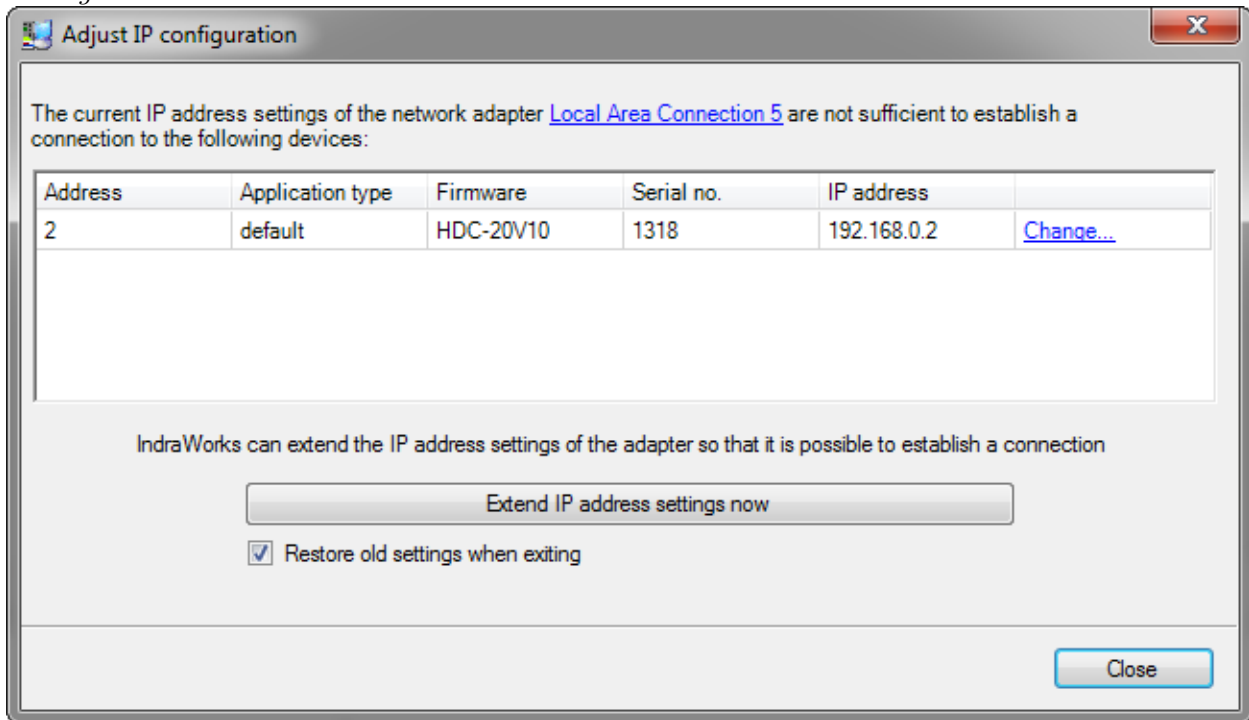 Adjust IP configuration
The current IP address settings of the network adapter Local Area Connection 5 are not sufficient to establish a
connection to the following devices:
Address Application type Firmware Serial no. IP address
2 default HDC-20V10 1318 192.168.0.2 Change...
IndraWorks can extend the IP address settings of the adapter so that it is possible to establish a connection
Extend IP address settings now
Restore old settings when exiting
Close